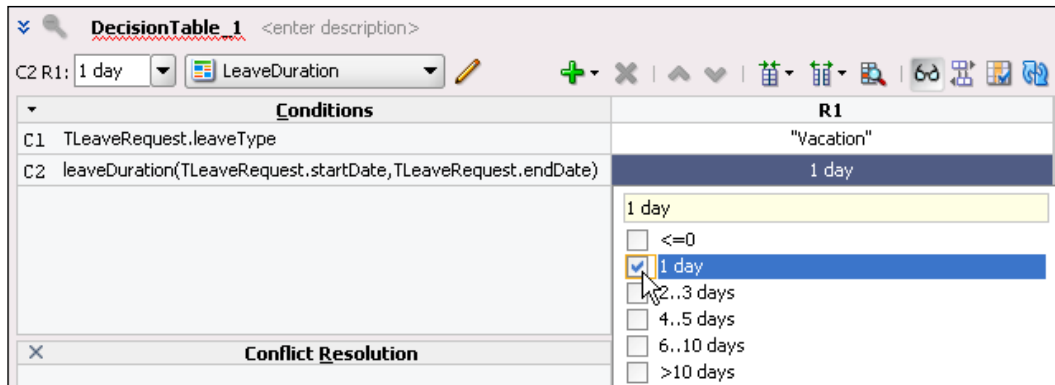 DecisionTable_1 <enter description>
C2 R1: 1 day LeaveDuration
Conditions R1
C1 TLeaveRequest.leaveType "Vacation"
C2 leaveDuration(TLeaveRequest.startDate,TLeaveRequest.endDate) 1 day
1 day
<=0
1 day
2..3 days
4..5 days
6..10 days
>10 days
Conflict Resolution